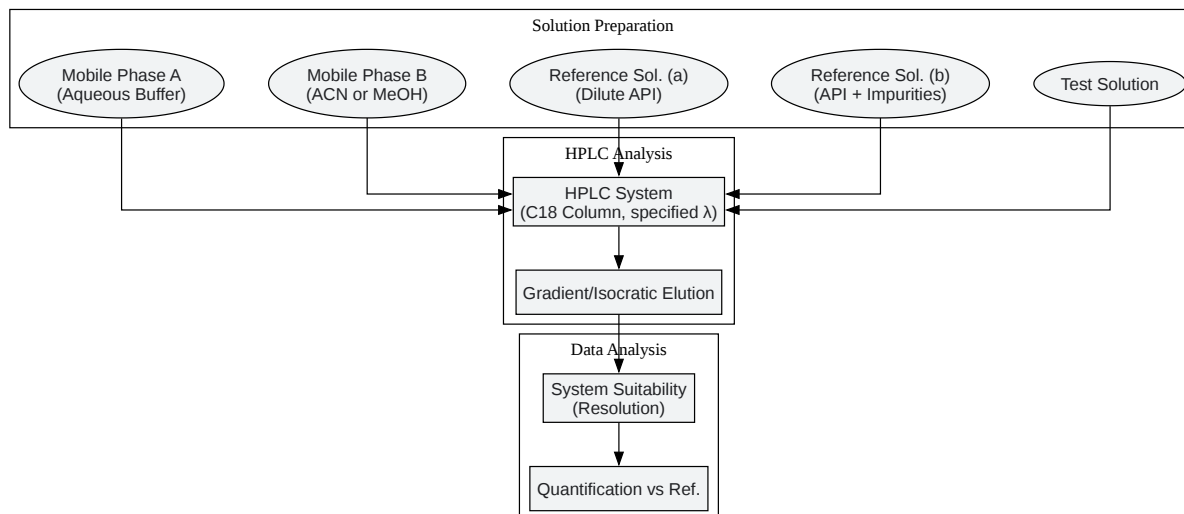 Solution Preparation
Mobile Phase A
(Aqueous Buffer)
Mobile Phase B
(ACN or MeOH)
Reference Sol. (a)
(Dilute API)
Reference Sol. (b)
(API + Impurities)
Test Solution
HPLC Analysis
HPLC System
(C18 Column, specified λ)
Gradient/Isocratic Elution
Data Analysis
System Suitability
(Resolution)
Quantification vs Ref.